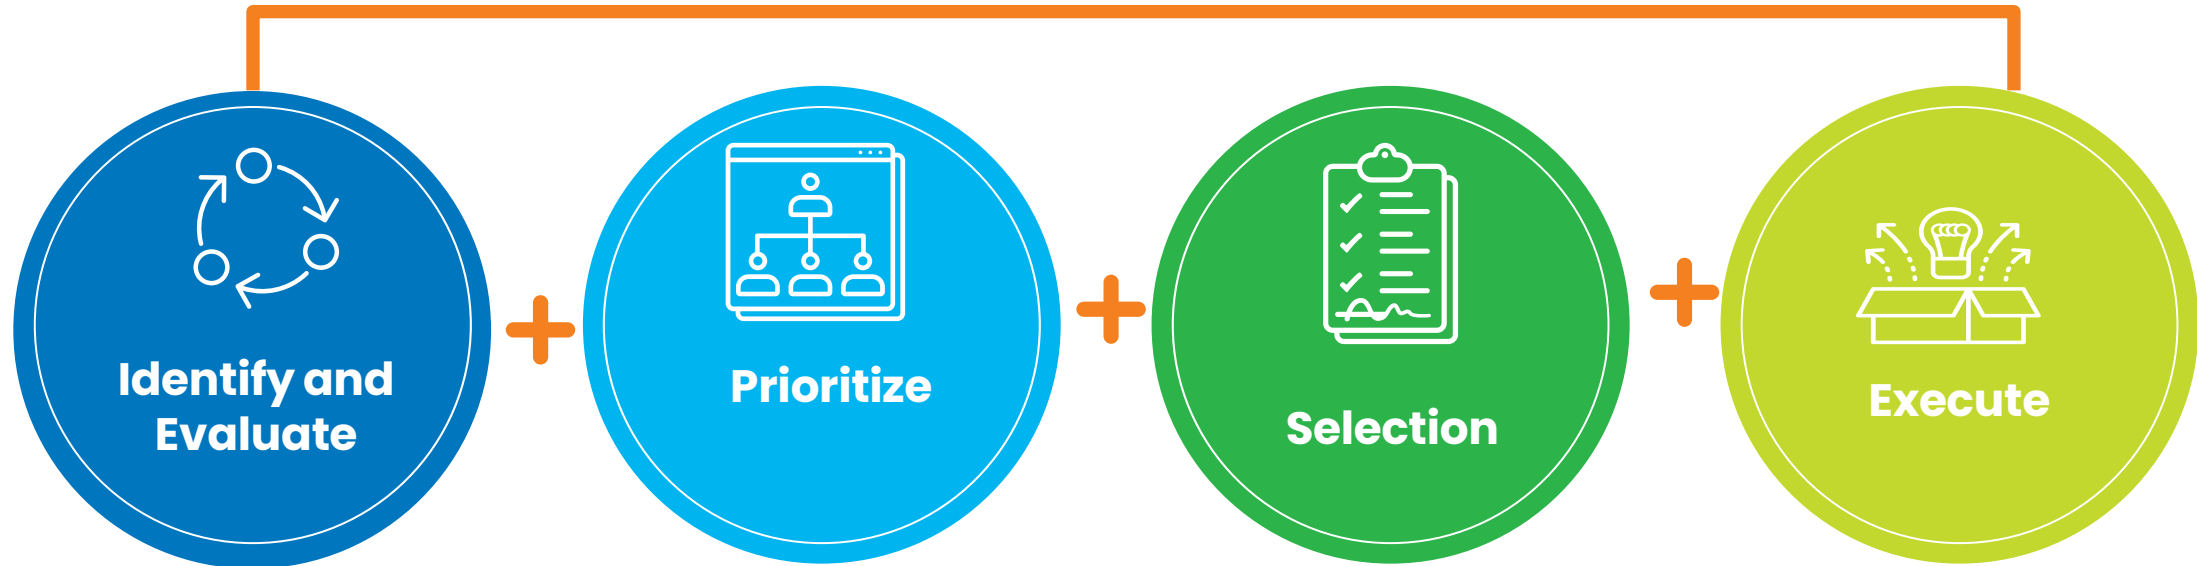 Identify and
Evaluate
Prioritize
Selection
Execute